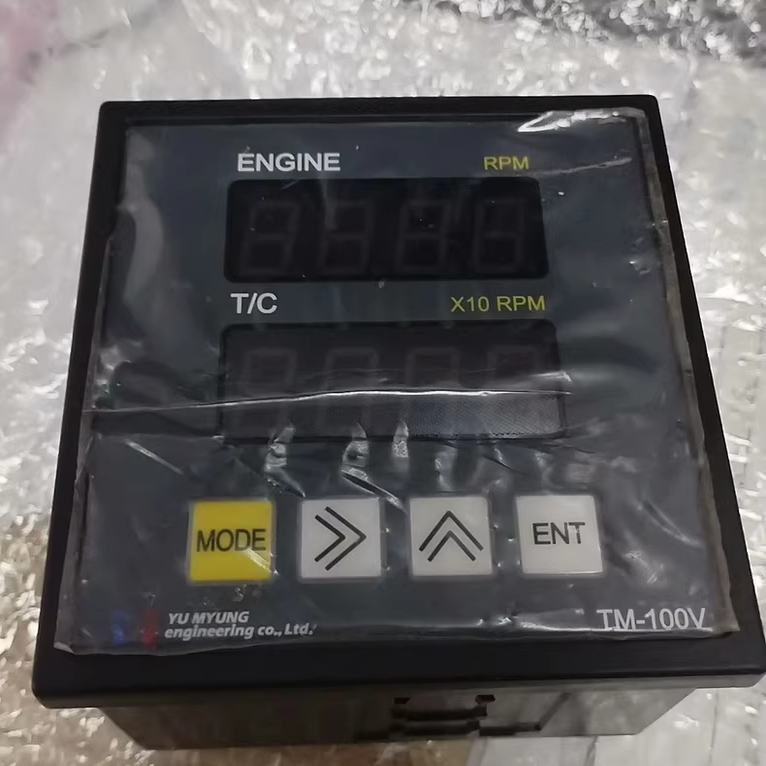 ENGINE RPM
T/C X10 RPM
MODE ENT
YU MYUNG
engineering co., Ltd.
TM-100V